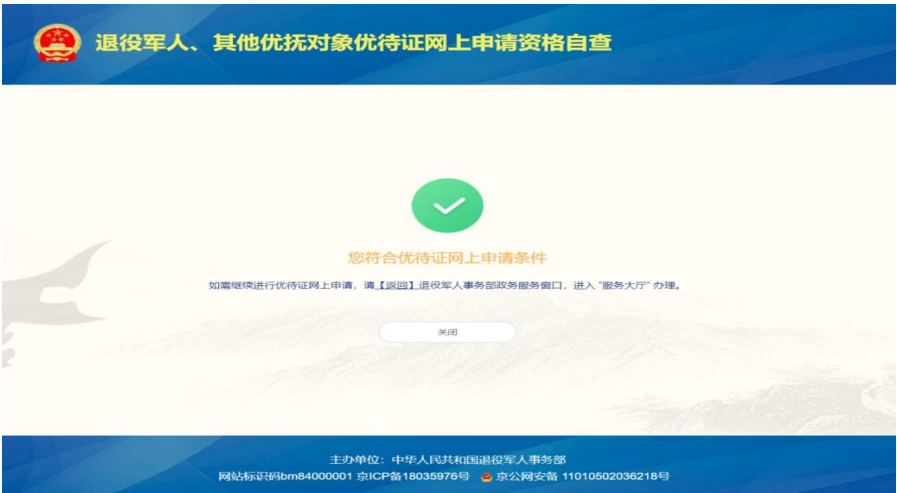 退役军人、其他优抚对象优待证网上申请资格自查
您符合优待证网上申请条件
如需继续进行优待证网上申请，请【返回】退役军人事务部政务服务窗口，进入“服务大厅”办理。
关闭
主办单位：中华人民共和国退役军人事务部
网站标识码bm84000001 京ICP备18035976号 京公网安备 11010502036218号